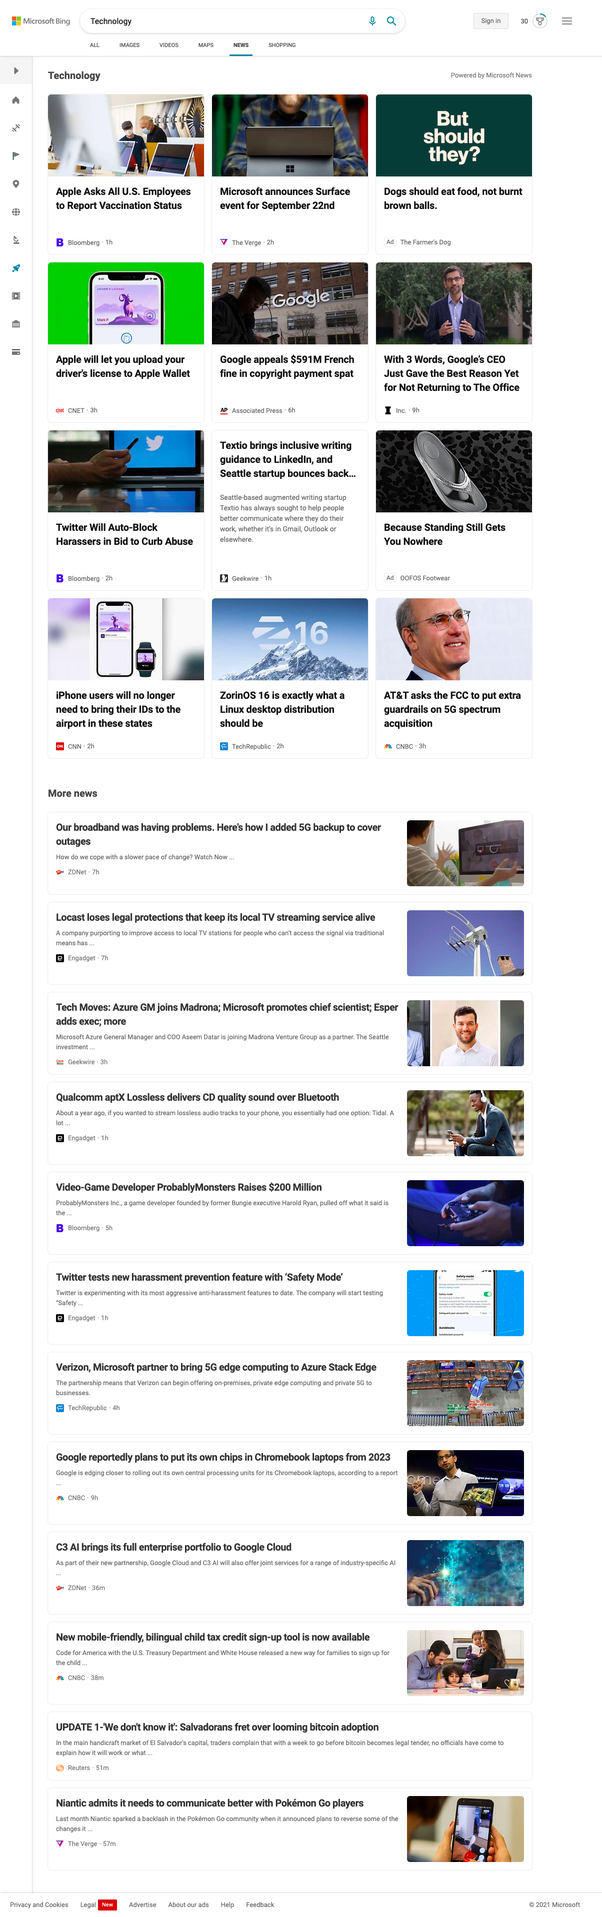 Microsoft Bing
Technology
Sign in
30
ALL
IMAGES
VIDEOS
MAPS
NEWS
SHOPPING
Technology
Powered by Microsoft News
Apple Asks All U.S. Employees
to Report Vaccination Status
Bloomberg · 1h
Microsoft announces Surface
event for September 22nd
The Verge · 2h
But
should
they?
Dogs should eat food, not burnt
brown balls.
Ad The Farmer's Dog
Apple will let you upload your
driver's license to Apple Wallet
CNET · 3h
Google
Google appeals $591M French
fine in copyright payment spat
AP Associated Press · 6h
With 3 Words, Google's CEO
Just Gave the Best Reason Yet
for Not Returning to The Office
Inc. · 9h
Twitter Will Auto-Block
Harassers in Bid to Curb Abuse
Bloomberg · 2h
Textio brings inclusive writing
guidance to LinkedIn, and
Seattle startup bounces back...
Seattle-based augmented writing startup
Textio has always sought to help people
better communicate where they do their
work, whether it's in Gmail, Outlook or
elsewhere.
Geekwire · 1h
Because Standing Still Gets
You Nowhere
Ad OOFOS Footwear
iPhone users will no longer
need to bring their IDs to the
airport in these states
CNN · 2h
16
ZorinOS 16 is exactly what a
Linux desktop distribution
should be
TechRepublic · 2h
AT&T asks the FCC to put extra
guardrails on 5G spectrum
acquisition
CNBC · 3h
More news
Our broadband was having problems. Here's how I added 5G backup to cover
outages
How do we cope with a slower pace of change? Watch Now ...
ZDNet · 7h
Locast loses legal protections that keep its local TV streaming service alive
A company purporting to improve access to local TV stations for people who can't access the signal via traditional
means has ...
Engadget · 7h
Tech Moves: Azure GM joins Madrona; Microsoft promotes chief scientist; Esper
adds exec; more
Microsoft Azure General Manager and COO Aseem Datar is joining Madrona Venture Group as a partner. The Seattle
investment ...
Geekwire · 3h
Qualcomm aptX Lossless delivers CD quality sound over Bluetooth
About a year ago, if you wanted to stream lossless audio tracks to your phone, you essentially had one option: Tidal. A
lot ...
Engadget · 1h
Video-Game Developer ProbablyMonsters Raises $200 Million
ProbablyMonsters Inc., a game developer founded by former Bungie executive Harold Ryan, pulled off what it said is
the ...
Bloomberg · 5h
Twitter tests new harassment prevention feature with ‘Safety Mode’
Twitter is experimenting with its most aggressive anti-harassment features to date. The company will start testing
"Safety ...
Engadget · 1h
Safety mode
Verizon, Microsoft partner to bring 5G edge computing to Azure Stack Edge
The partnership means that Verizon can begin offering on-premises, private edge computing and private 5G to
businesses.
TechRepublic · 4h
Google reportedly plans to put its own chips in Chromebook laptops from 2023
Google is edging closer to rolling out its own central processing units for its Chromebook laptops, according to a report
...
CNBC · 9h
C3 AI brings its full enterprise portfolio to Google Cloud
As part of their new partnership, Google Cloud and C3 AI will also offer joint services for a range of industry-specific AI
...
ZDNet · 36m
New mobile-friendly, bilingual child tax credit sign-up tool is now available
Code for America with the U.S. Treasury Department and White House released a new way for families to sign up for
the child ...
CNBC · 38m
UPDATE 1-'We don't know it': Salvadorans fret over looming bitcoin adoption
In the main handicraft market of El Salvador's capital, traders complain that with a week to go before bitcoin becomes legal tender, no officials have come to
explain how it will work or what ...
Reuters · 51m
Niantic admits it needs to communicate better with Pokémon Go players
Last month Niantic sparked a backlash in the Pokémon Go community when it announced plans to reverse some of the
changes it ...
The Verge · 57m
Privacy and Cookies
Legal
New
Advertise
About our ads
Help
Feedback
© 2021 Microsoft